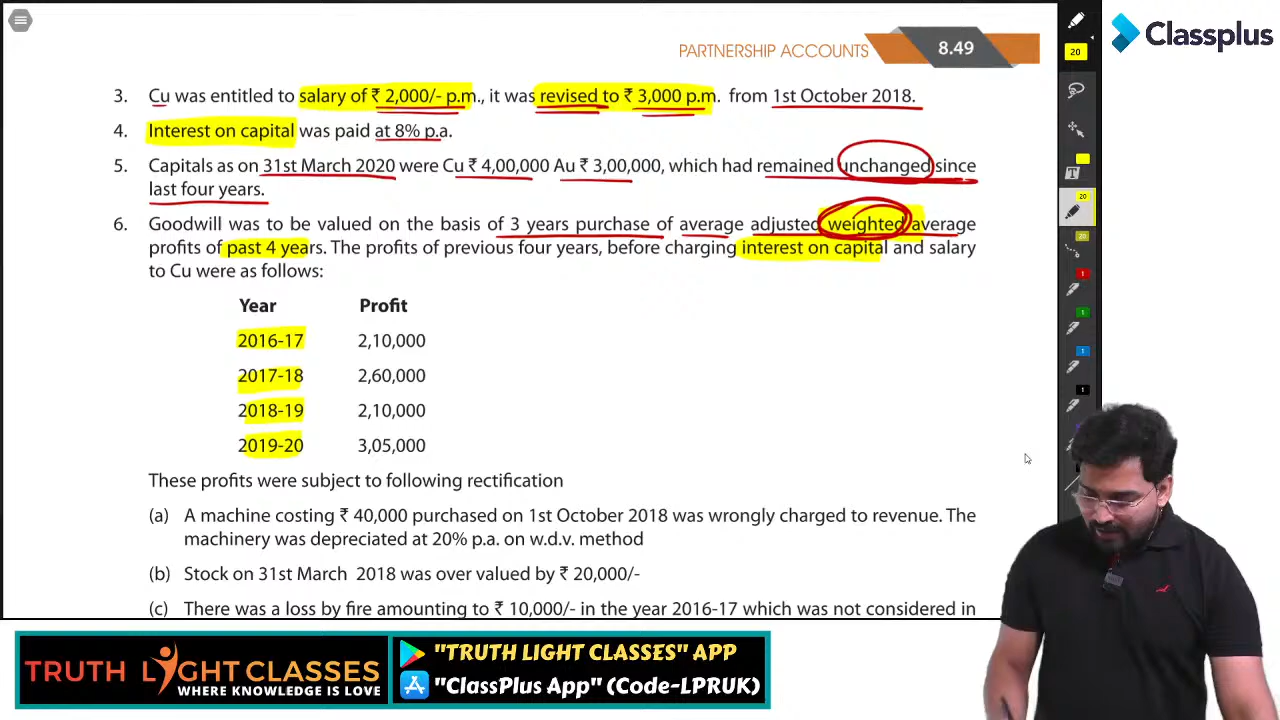 PARTNERSHIP ACCOUNTS 8.49
Classplus
20
3. Cu was entitled to salary of ₹ 2,000/- p.m., it was revised to ₹ 3,000 p.m. from 1st October 2018.
4. Interest on capital was paid at 8% p.a.
5 Capitals as on 31st March 2020 were Cu ₹ 4,00,000 Au ₹ 3,00,000, which had remained unchanged since
last four years.
6. Goodwill was to be valued on the basis of 3 years purchase of average adjusted weighted average
profits of past 4 years. The profits of previous four years, before charging interest on capital and salary
to Cu were as follows:
Year Profit
2016-17 2,10,000
2017-18 2,60,000
2018-19 2,10,000
2019-20 3,05,000
These profits were subject to following rectification
(a) A machine costing ₹ 40,000 purchased on 1st October 2018 was wrongly charged to revenue. The
machinery was depreciated at 20% p.a. on w.d.v. method
(b) Stock on 31st March 2018 was over valued by ₹ 20,000/-
(c) There was a loss by fire amounting to ₹ 10,000/- in the year 2016-17 which was not considered in
T
20
20
1
1
1
1
TRUTH LIGHT CLASSES
WHERE KNOWLEDGE IS LOVE
"TRUTH LIGHT CLASSES" APP
"ClassPlus App" (Code-LPRUK)